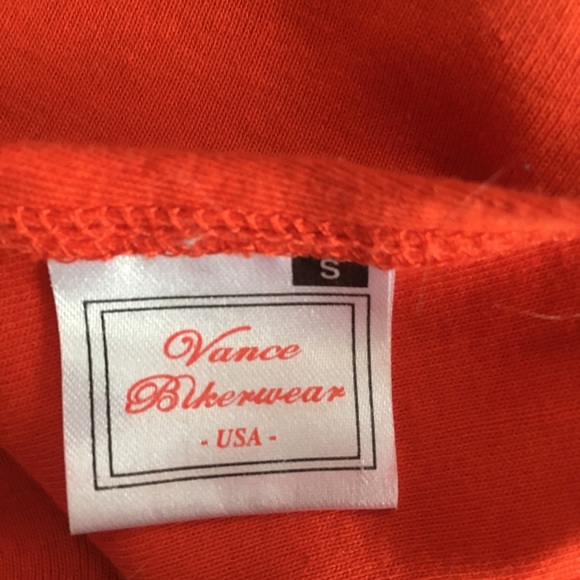 S
Vance
Bikerwear
- USA -